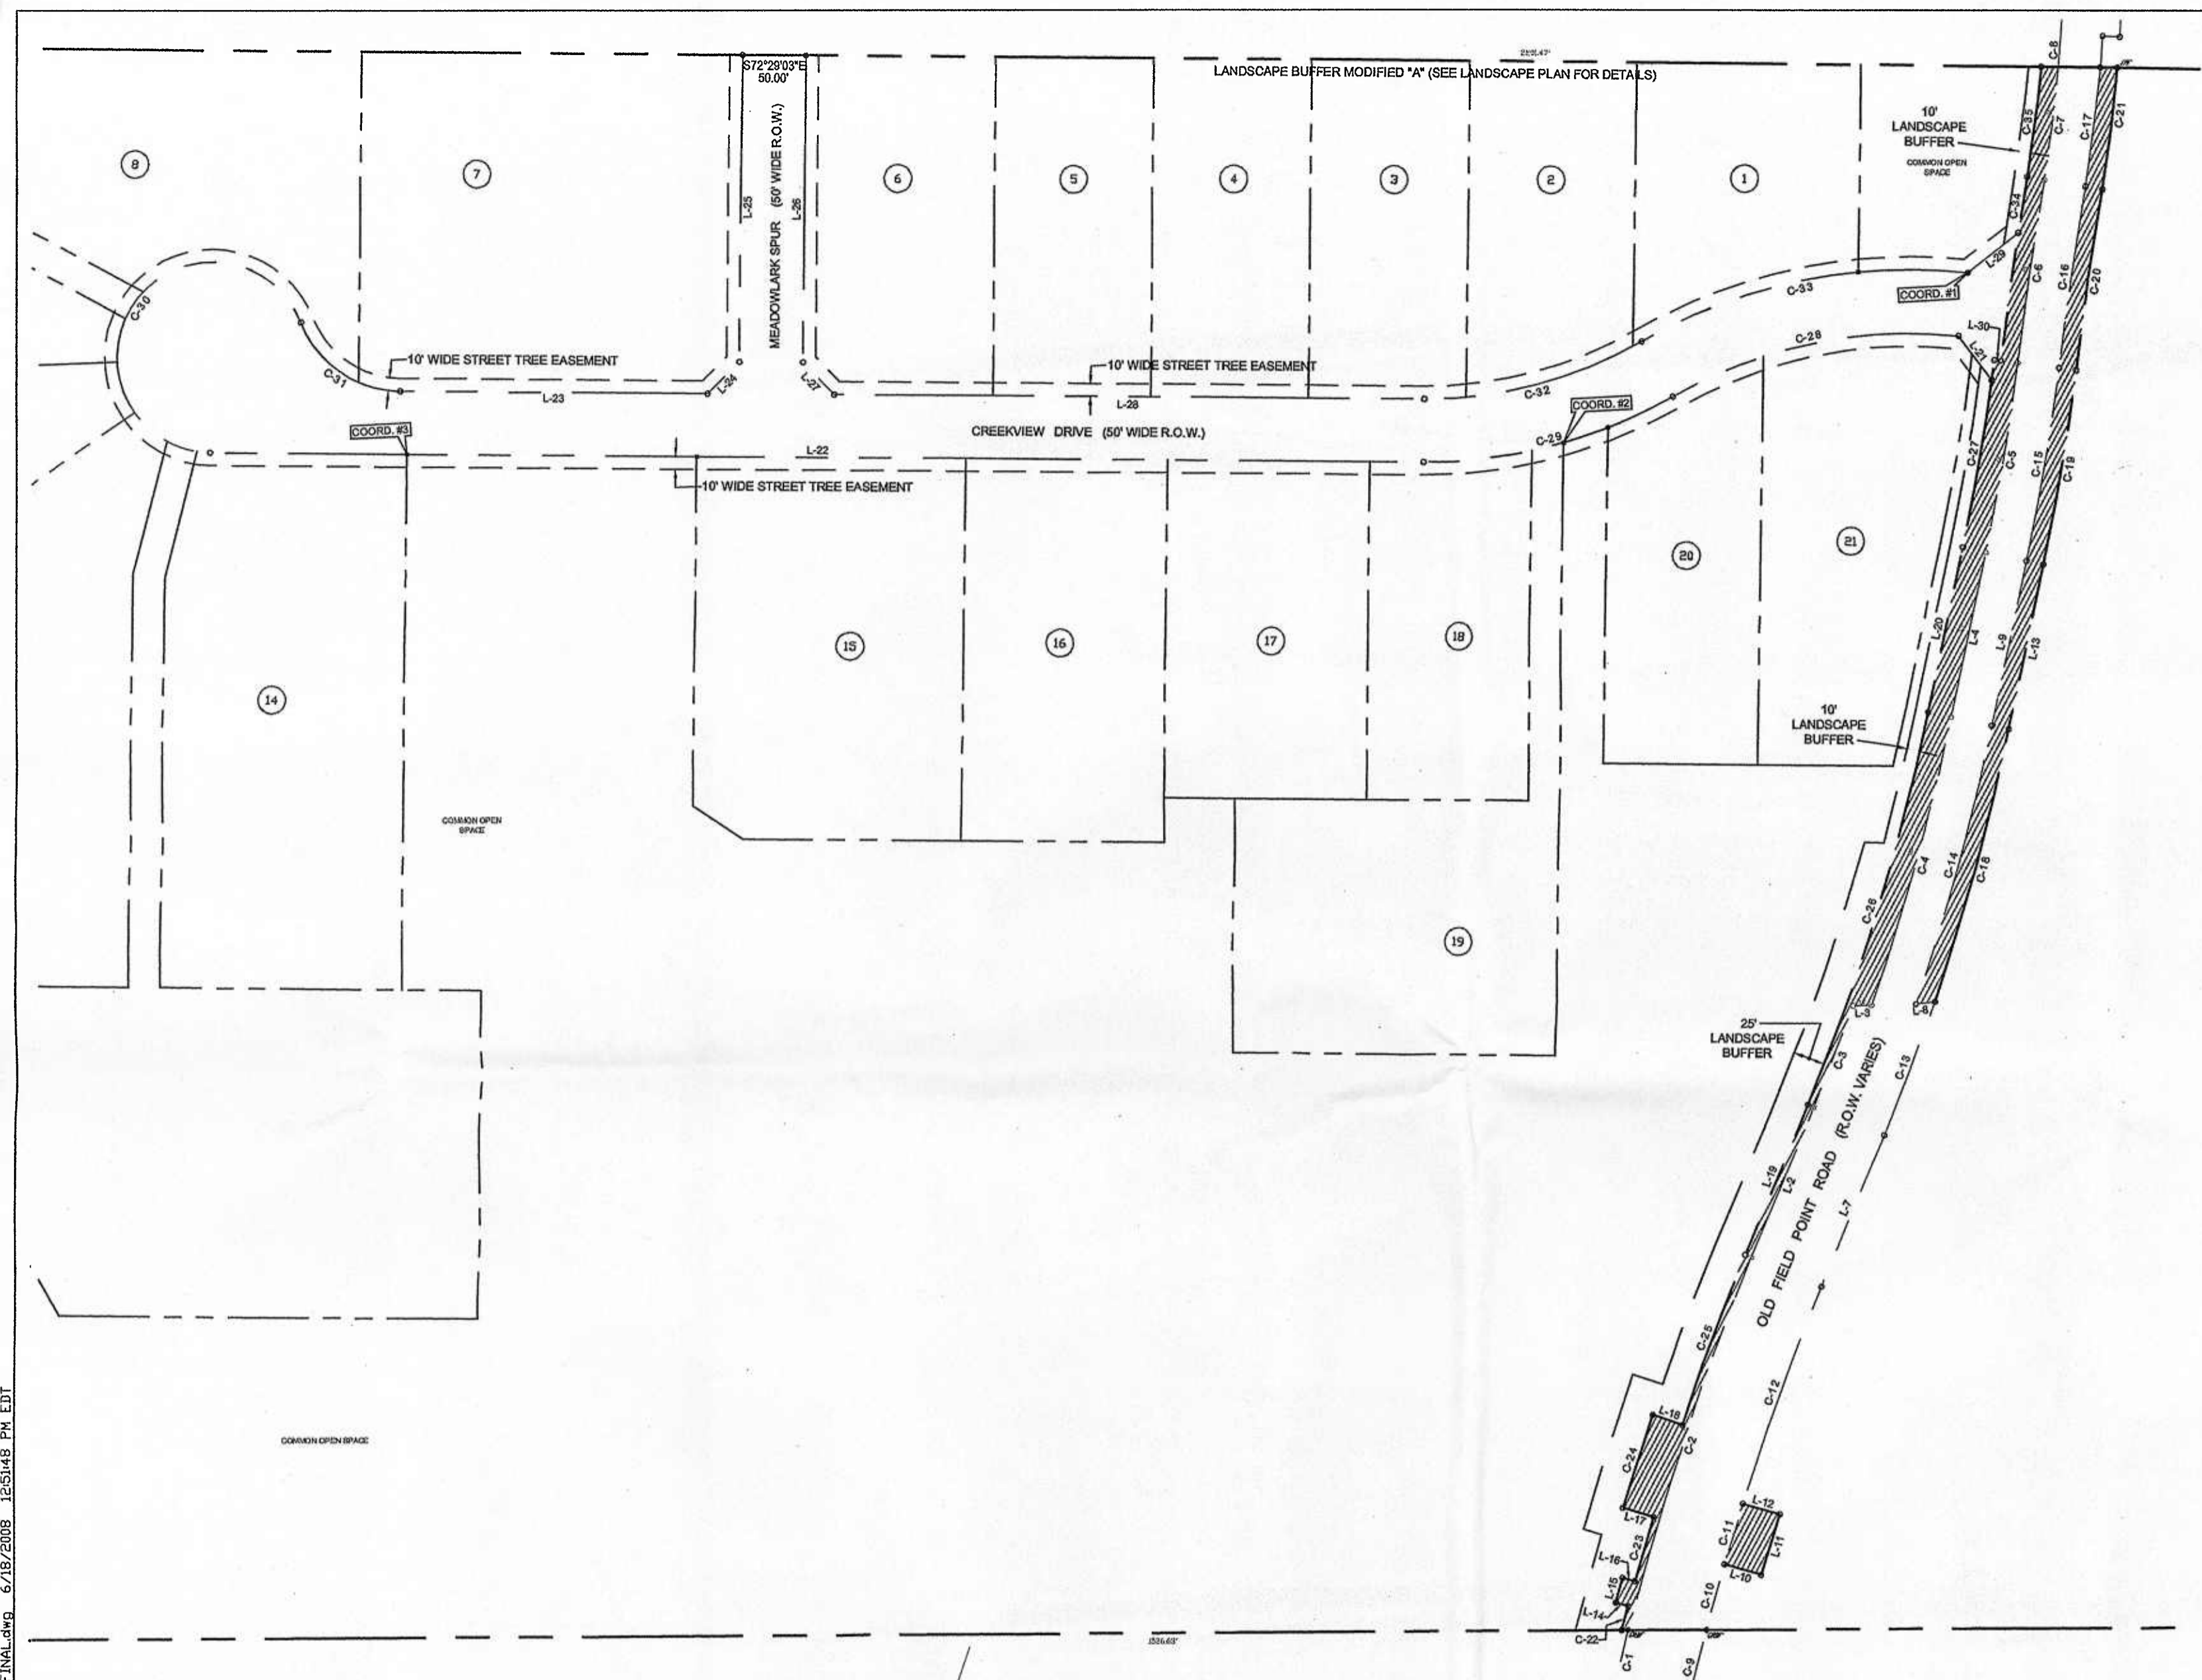 S72°29'03"E
50.00'
LANDSCAPE BUFFER MODIFIED "A" (SEE LANDSCAPE PLAN FOR DETAILS)
C-8
10'
LANDSCAPE
BUFFER
COMMON OPEN
SPACE
C-35
C-7
C-17
C-21
8
7
6
5
4
3
2
1
L-25
MEADOWLARK SPUR (50' WIDE R.O.W.)
L-26
C-34
L-29
C-6
C-16
C-20
C-30
C-33
COORD. #1
C-28
L-30
L-21
C-31
10' WIDE STREET TREE EASEMENT
L-23
L-24
L-27
10' WIDE STREET TREE EASEMENT
L-28
C-32
COORD. #2
COORD. #3
CREEKVIEW DRIVE (50' WIDE R.O.W.)
C-29
L-22
10' WIDE STREET TREE EASEMENT
C-27
C-5
C-15
C-19
20
21
14
15
16
17
18
L-20
L-4
L-9
L-13
10'
LANDSCAPE
BUFFER
COMMON OPEN
SPACE
C-4
C-14
C-18
C-26
19
L-3
L-8
25'
LANDSCAPE
BUFFER
C-3
C-13
L-19
L-2
OLD FIELD POINT ROAD (R.O.W. VARIES)
L-7
C-25
C-12
COMMON OPEN SPACE
L-18
C-24
C-2
L-17
L-12
C-11
L-11
L-10
C-23
L-16
L-15
L-14
C-10
C-22
C-1
C-9
1526.63'
FINAL.dwg 6/18/2008 12:51:48 PM EDT